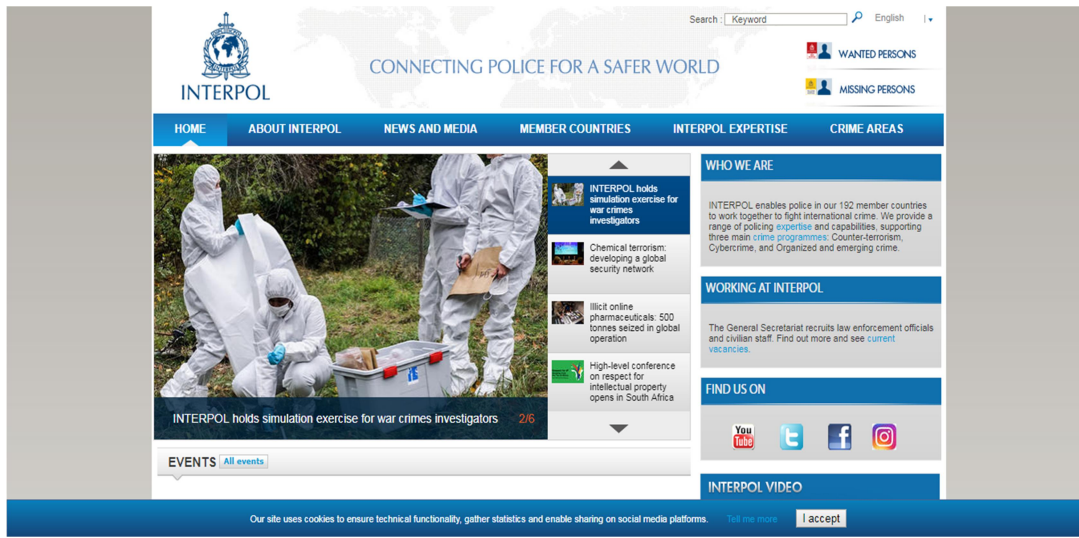 Search : Keyword
English
INTERPOL
CONNECTING POLICE FOR A SAFER WORLD
WANTED PERSONS
MISSING PERSONS
HOME ABOUT INTERPOL NEWS AND MEDIA MEMBER COUNTRIES INTERPOL EXPERTISE CRIME AREAS
INTERPOL holds
simulation exercise for
war crimes
investigators
Chemical terrorism:
developing a global
security network
Illicit online
pharmaceuticals: 500
tonnes seized in global
operation
High-level conference
on respect for
intellectual property
opens in South Africa
INTERPOL holds simulation exercise for war crimes investigators 2/6
EVENTS All events
WHO WE ARE
INTERPOL enables police in our 192 member countries
to work together to fight international crime. We provide a
range of policing expertise and capabilities, supporting
three main crime programmes: Counter-terrorism,
Cybercrime, and Organized and emerging crime.
WORKING AT INTERPOL
The General Secretariat recruits law enforcement officials
and civilian staff. Find out more and see current
vacancies.
FIND US ON
You
Tube
INTERPOL VIDEO
Our site uses cookies to ensure technical functionality, gather statistics and enable sharing on social media platforms. Tell me more I accept